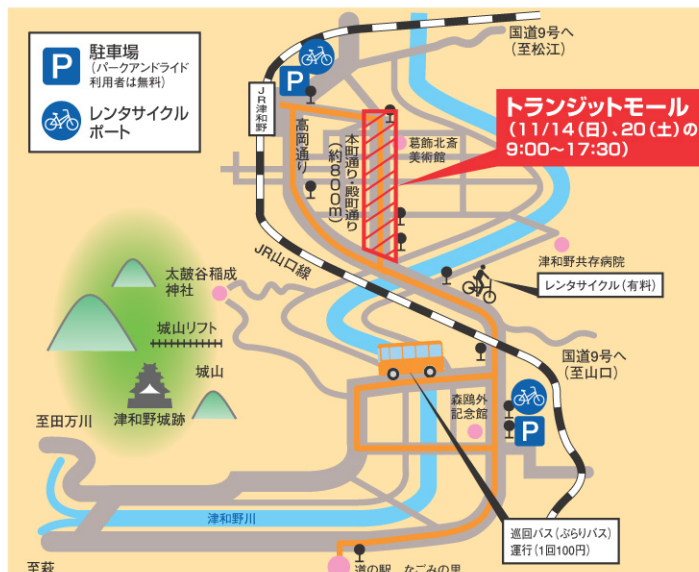 駐車場
(パークアンドライド
利用者は無料)
レンタサイクル
ポート
国道9号へ
(至松江)
JR津和野
高岡通り
本町通り・殿町通り
(約800m)
葛飾北斎
美術館
トランジットモール
(11/14(日)、20(土)の
9:00~17:30)
JR山口線
津和野共存病院
レンタサイクル(有料)
太鼓谷稲成
神社
城山リフト
城山
津和野城跡
国道9号へ
(至山口)
森鴎外
記念館
至田万川
津和野川
巡回バス(ぶらりバス)
運行(1回100円)
至萩
道の駅 なごみの里
P
P
P